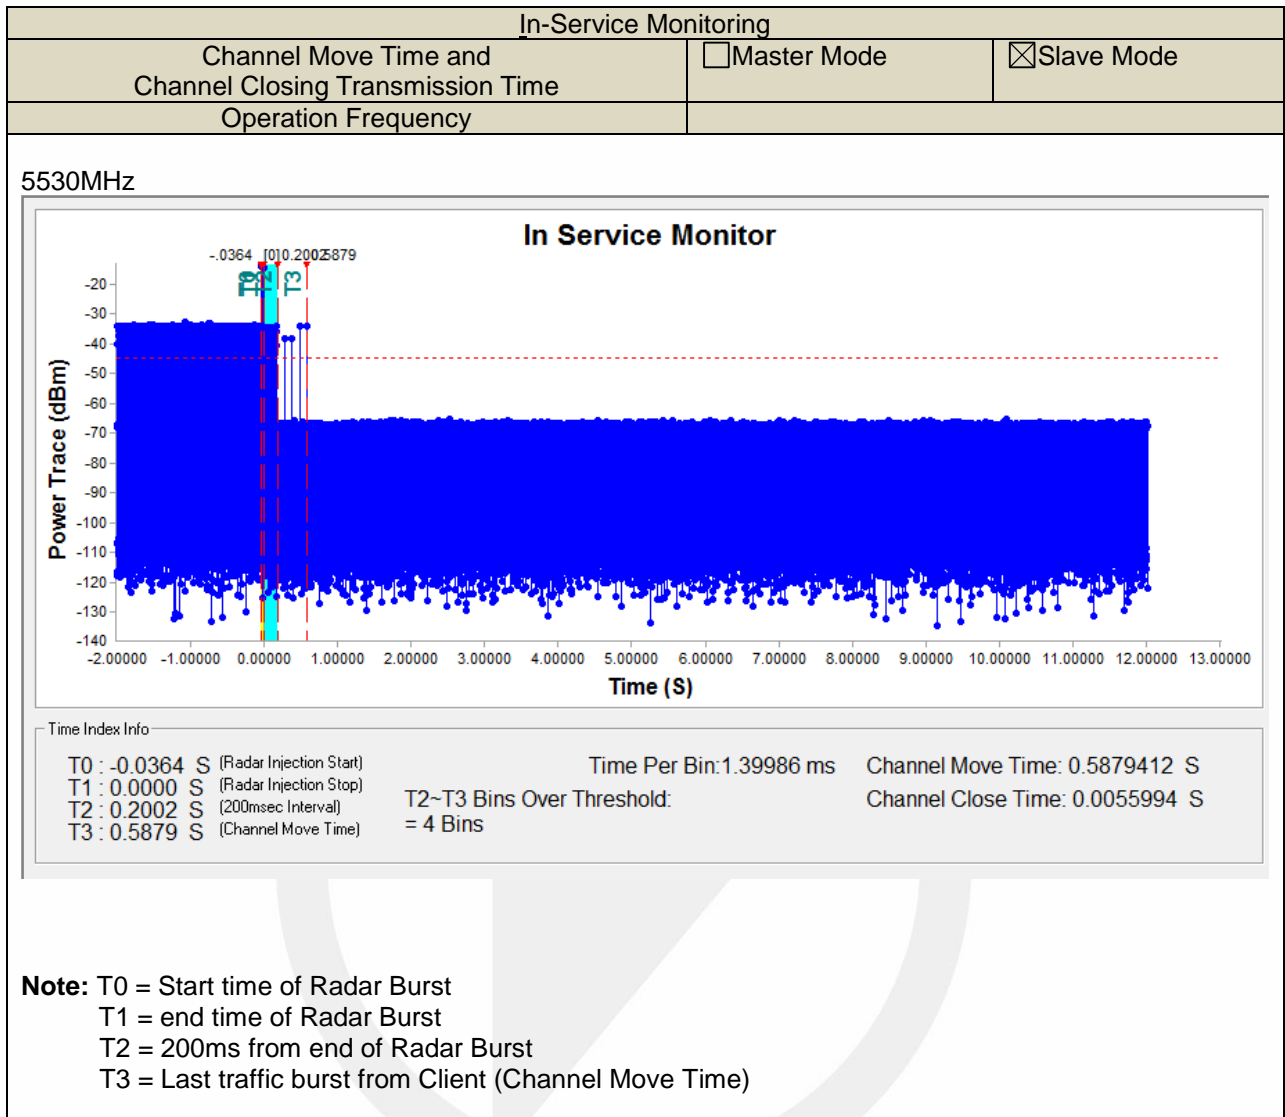 In-Service Monitoring
Channel Move Time and
Channel Closing Transmission Time
☐Master Mode
☒Slave Mode
Operation Frequency
5530MHz
In Service Monitor
-.0364 [0] 0.2002 .5879
T0 T1 T2 T3
Power Trace (dBm)
-20
-30
-40
-50
-60
-70
-80
-90
-100
-110
-120
-130
-140
-2.00000 -1.00000 0.00000 1.00000 2.00000 3.00000 4.00000 5.00000 6.00000 7.00000 8.00000 9.00000 10.00000 11.00000 12.00000 13.00000
Time (S)
Time Index Info
T0 : -0.0364 S (Radar Injection Start)
T1 : 0.0000 S (Radar Injection Stop)
T2 : 0.2002 S (200msec Interval)
T3 : 0.5879 S (Channel Move Time)
Time Per Bin:1.39986 ms
T2~T3 Bins Over Threshold:
= 4 Bins
Channel Move Time: 0.5879412 S
Channel Close Time: 0.0055994 S
Note: T0 = Start time of Radar Burst
T1 = end time of Radar Burst
T2 = 200ms from end of Radar Burst
T3 = Last traffic burst from Client (Channel Move Time)